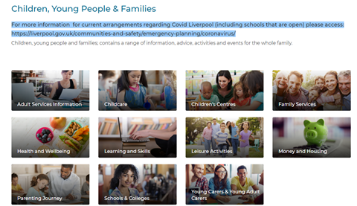 Children, Young People & Families
For more information for current arrangements regarding Covid Liverpool (including schools that are open) please access:
https://liverpool.gov.uk/communities-and-safety/emergency-planning/coronavirus/
Children, young people and families; contains a range of information, advice, activities and events for the whole family.
Adult Services Information
Childcare
Children's Centres
Family Services
Health and Wellbeing
Learning and Skills
Leisure Activities
Money and Housing
Parenting Journey
Schools & Colleges
Young Carers & Young Adult
Carers